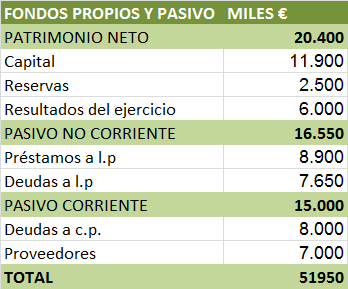 FONDOS PROPIOS Y PASIVO MILES €
PATRIMONIO NETO 20.400
Capital 11.900
Reservas 2.500
Resultados del ejercicio 6.000
PASIVO NO CORRIENTE 16.550
Préstamos a l.p 8.900
Deudas a l.p 7.650
PASIVO CORRIENTE 15.000
Deudas a c.p. 8.000
Proveedores 7.000
TOTAL 51950